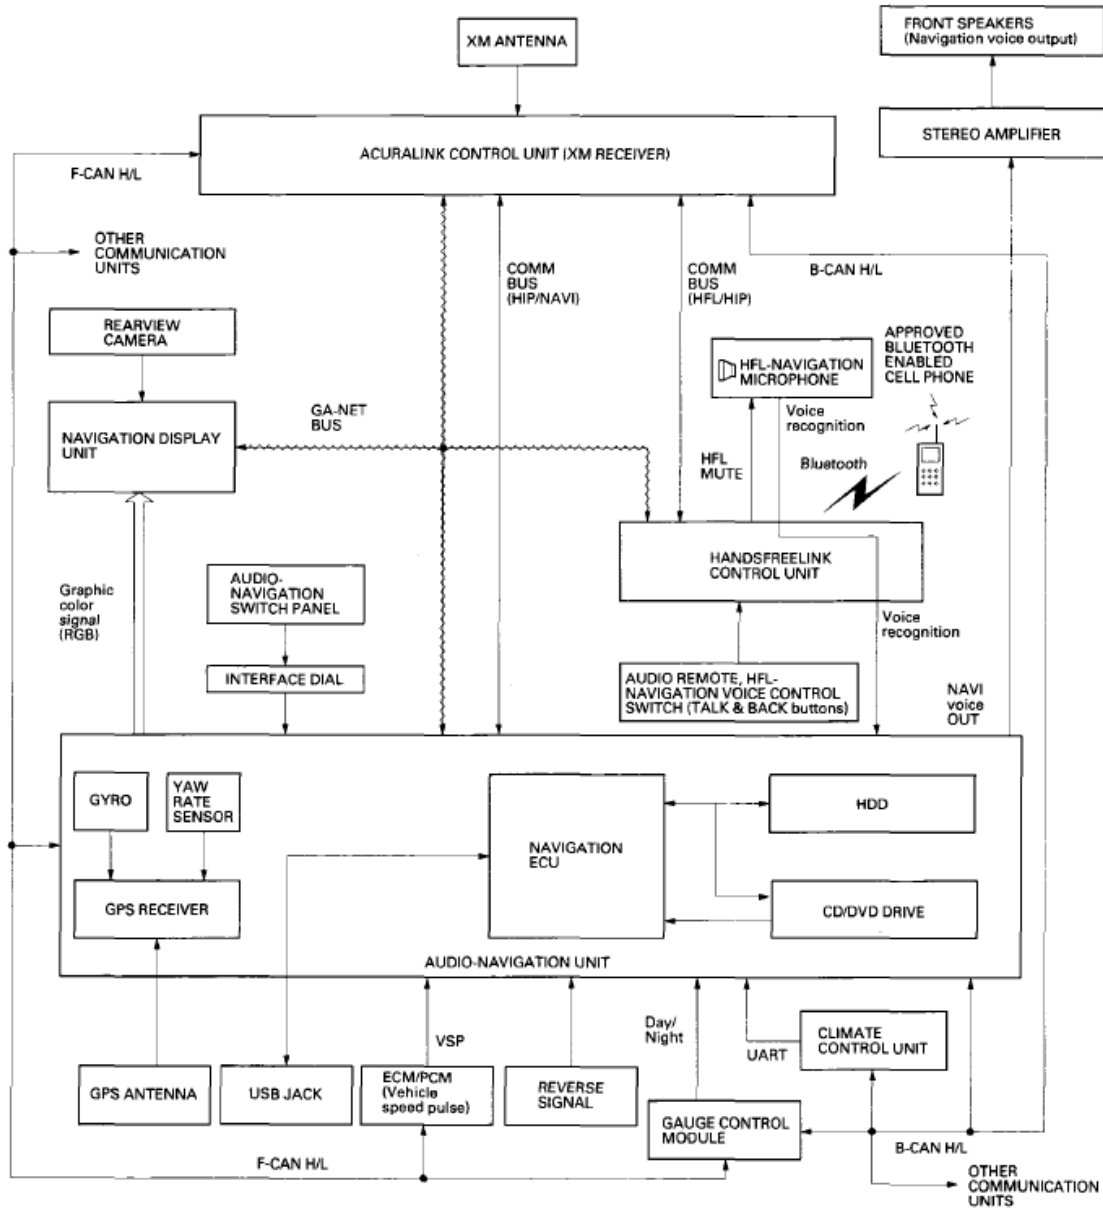 XM ANTENNA
FRONT SPEAKERS
(Navigation voice output)
STEREO AMPLIFIER
ACURALINK CONTROL UNIT (XM RECEIVER)
F-CAN H/L
OTHER
COMMUNICATION
UNITS
COMM
BUS
(HIP/NAVI)
COMM
BUS
(HFL/HIP)
B-CAN H/L
REARVIEW
CAMERA
HFL-NAVIGATION
MICROPHONE
APPROVED
BLUETOOTH
ENABLED
CELL PHONE
NAVIGATION DISPLAY
UNIT
GA-NET
BUS
Voice
recognition
HFL
MUTE
Bluetooth
HANDSFREELINK
CONTROL UNIT
Graphic
color
signal
(RGB)
AUDIO-
NAVIGATION
SWITCH PANEL
INTERFACE DIAL
Voice
recognition
AUDIO REMOTE, HFL-
NAVIGATION VOICE CONTROL
SWITCH (TALK & BACK buttons)
NAVI
voice
OUT
GYRO
YAW
RATE
SENSOR
GPS RECEIVER
NAVIGATION
ECU
HDD
CD/DVD DRIVE
AUDIO-NAVIGATION UNIT
VSP
Day/
Night
UART
CLIMATE
CONTROL UNIT
GPS ANTENNA
USB JACK
ECM/PCM
(Vehicle
speed pulse)
REVERSE
SIGNAL
GAUGE CONTROL
MODULE
B-CAN H/L
F-CAN H/L
OTHER
COMMUNICATION
UNITS